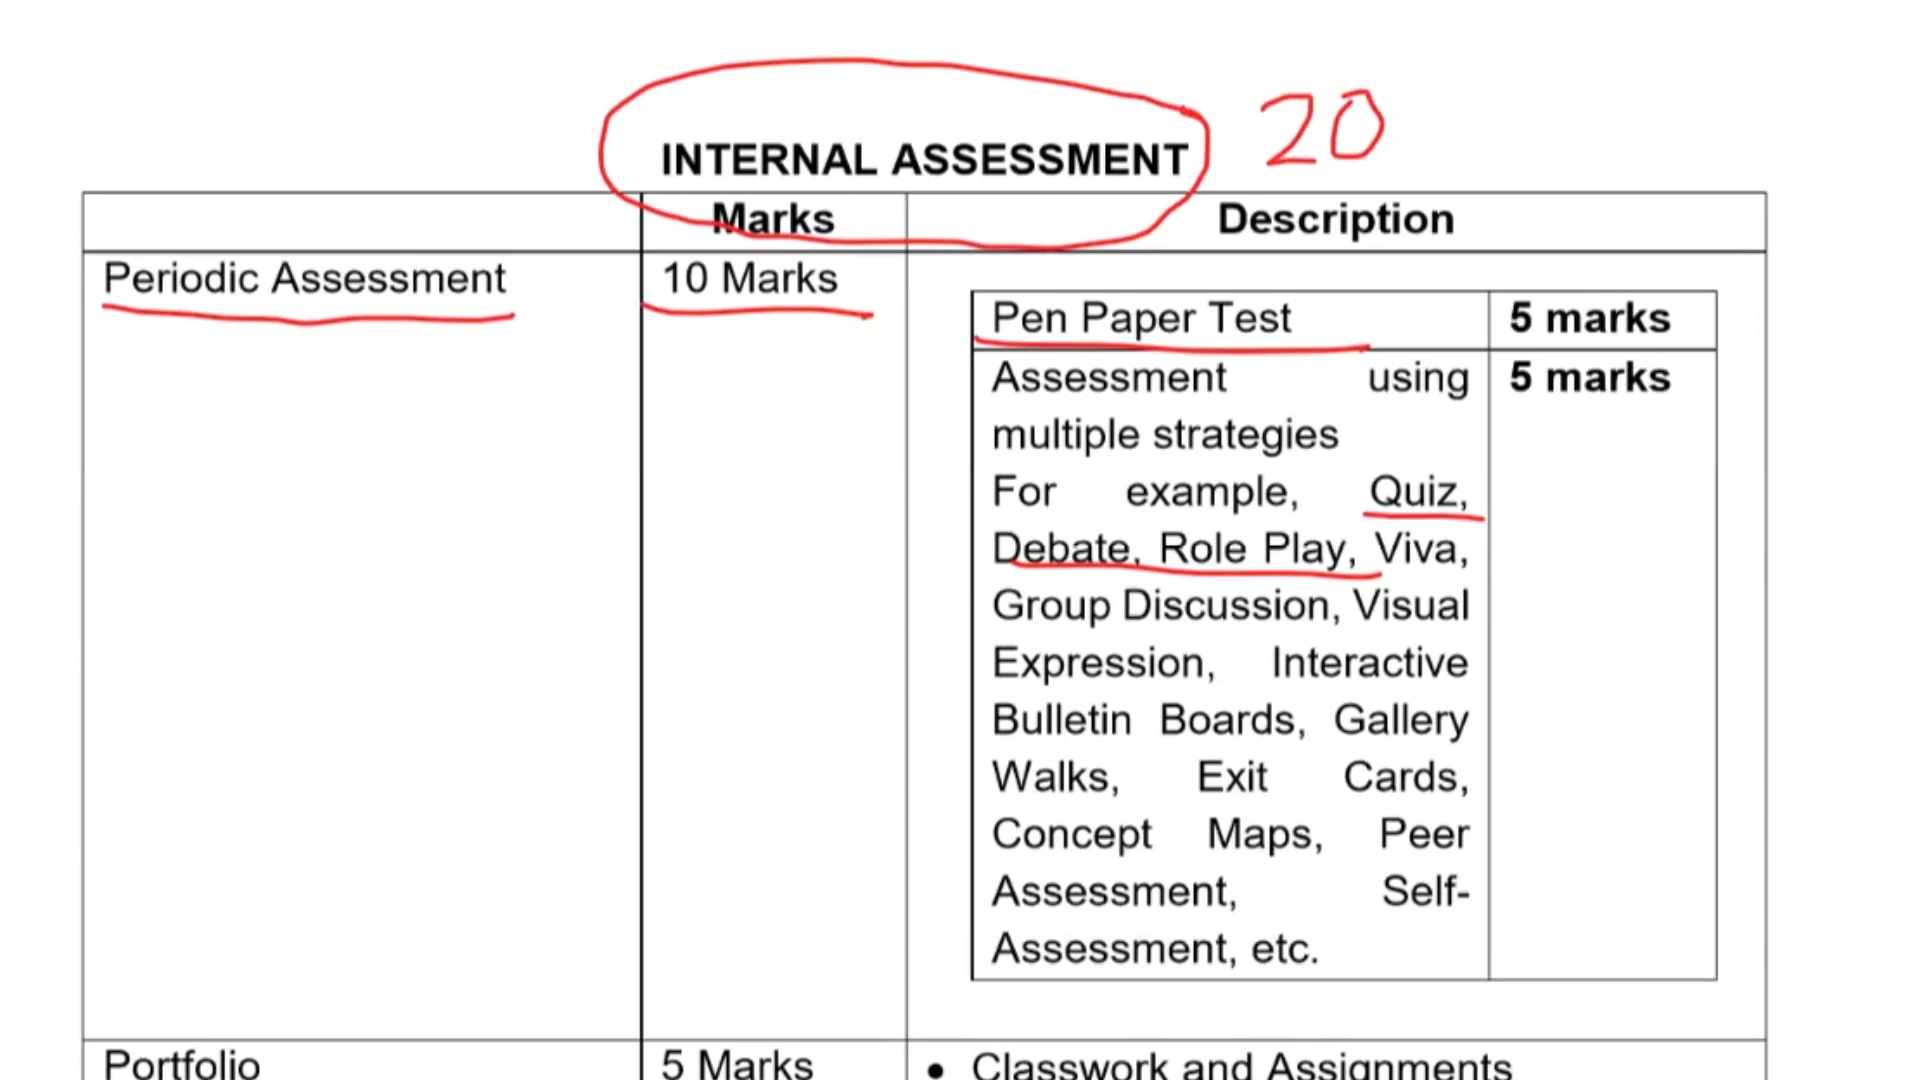 20
INTERNAL ASSESSMENT
Marks Description
Periodic Assessment 10 Marks
Pen Paper Test 5 marks
Assessment using 5 marks
multiple strategies
For example, Quiz,
Debate, Role Play, Viva,
Group Discussion, Visual
Expression, Interactive
Bulletin Boards, Gallery
Walks, Exit Cards,
Concept Maps, Peer
Assessment, Self-
Assessment, etc.
Portfolio 5 Marks • Classwork and Assignments